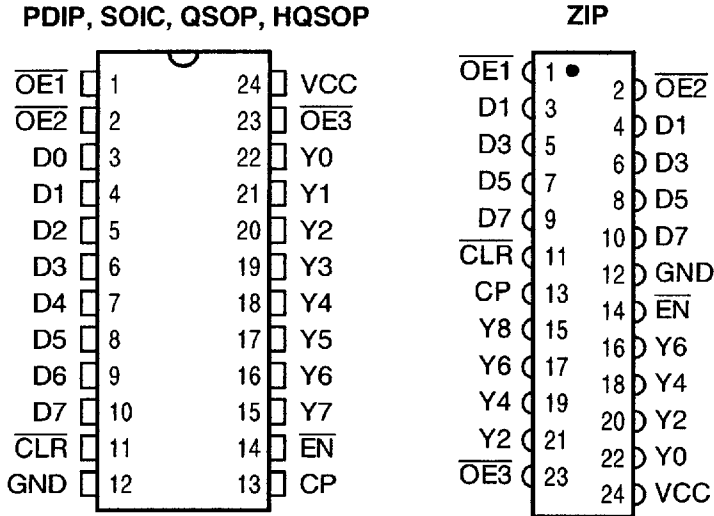 PDIP, SOIC, QSOP, HQSOP
OE1 1 24 VCC
OE2 2 23 OE3
D0 3 22 Y0
D1 4 21 Y1
D2 5 20 Y2
D3 6 19 Y3
D4 7 18 Y4
D5 8 17 Y5
D6 9 16 Y6
D7 10 15 Y7
CLR 11 14 EN
GND 12 13 CP
ZIP
OE1 1
2 OE2
D1 3
4 D1
D3 5
6 D3
D5 7
8 D5
D7 9
10 D7
CLR 11
12 GND
CP 13
14 EN
Y8 15
16 Y6
Y6 17
18 Y4
Y4 19
20 Y2
Y2 21
22 Y0
OE3 23
24 VCC